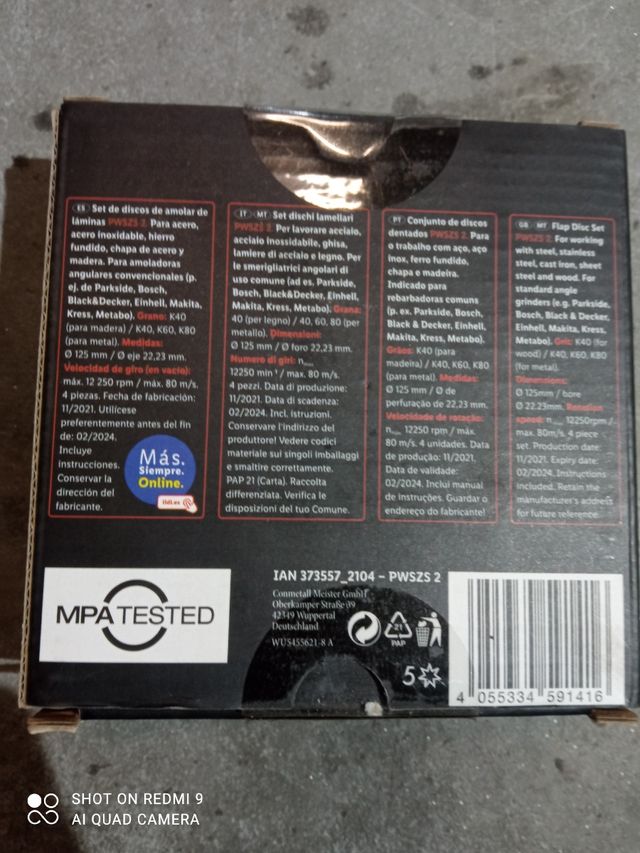 ES Set de discos de amolar de
láminas PWSZS 2. Para acero,
acero inoxidable, hierro
fundido, chapa de acero y
madera. Para amoladoras
angulares convencionales (p.
ej. de Parkside, Bosch,
Black&Decker, Einhell, Makita,
Kress, Metabo). Grano: K40
(para madera) / K40, K60, K80
(para metal). Medidas:
Ø 125 mm / eje 22,23 mm.
Velocidad de giro (en vacío):
máx. 12 250 rpm / máx. 80 m/s.
4 piezas. Fecha de fabricación:
11/2021. Utilícese
preferentemente antes del fin
de: 02/2024.
Incluye
instrucciones.
Conservar la
dirección del
fabricante.
Más.
Siempre.
Online.
lidl.es
IT MT Set dischi lamellari
PWSZS 2. Per lavorare acciaio,
acciaio inossidabile, ghisa,
lamiere di acciaio e legno. Per
le smerigliatrici angolari di
uso comune (ad es. Parkside,
Bosch, Black&Decker, Einhell,
Makita, Kress, Metabo). Grana:
40 (per legno) / 40, 60, 80 (per
metallo). Dimensioni:
Ø 125 mm / Ø foro 22,23 mm.
Numero di giri:
12250 min⁻¹ / max. 80 m/s.
4 pezzi. Data di produzione:
11/2021. Data di scadenza:
02/2024. Incl. istruzioni.
Conservare l'indirizzo del
produttore! Vedere codici
materiale sui singoli imballaggi
e smaltire correttamente.
PAP 21 (Carta). Raccolta
differenziata. Verifica le
disposizioni del tuo Comune.
PT Conjunto de discos
dentados PWSZS 2. Para
o trabalho com aço, aço
inox, ferro fundido,
chapa e madeira.
Indicado para
rebarbadoras comuns
(p. ex. Parkside, Bosch,
Black & Decker, Einhell,
Makita, Kress, Metabo).
Grãos: K40 (para
madeira) / K40, K60, K80
(para metal). Medidas:
Ø 125 mm / Ø de
perfuração de 22,23 mm.
Velocidade de rotação:
12250 rpm / máx.
80 m/s. 4 unidades. Data
de produção: 11/2021.
Data de validade:
02/2024. Inclui manual
de instruções. Guardar o
endereço do fabricante!
GB MT Flap Disc Set
PWSZS 2. For working
with steel, stainless
steel, cast iron, sheet
steel and wood. For
standard angle
grinders (e.g. Parkside,
Bosch, Black & Decker,
Einhell, Makita, Kress,
Metabo). Grit: K40 (for
wood) / K40, K60, K80
(for metal).
Dimensions:
Ø 125mm / bore
Ø 22.23mm. Rotation
speed: 12250rpm /
max. 80m/s. 4 piece
set. Production date:
11/2021. Expiry date:
02/2024. Instructions
included. Retain the
manufacturer's address
for future reference.
MPA TESTED
IAN 373557_2104 – PWSZS 2
Conmetall Meister GmbH
Oberkamper Straße 39
42349 Wuppertal
Deutschland
WU5455621-8 A
21
PAP
5
4 055334 591416
SHOT ON REDMI 9
AI QUAD CAMERA